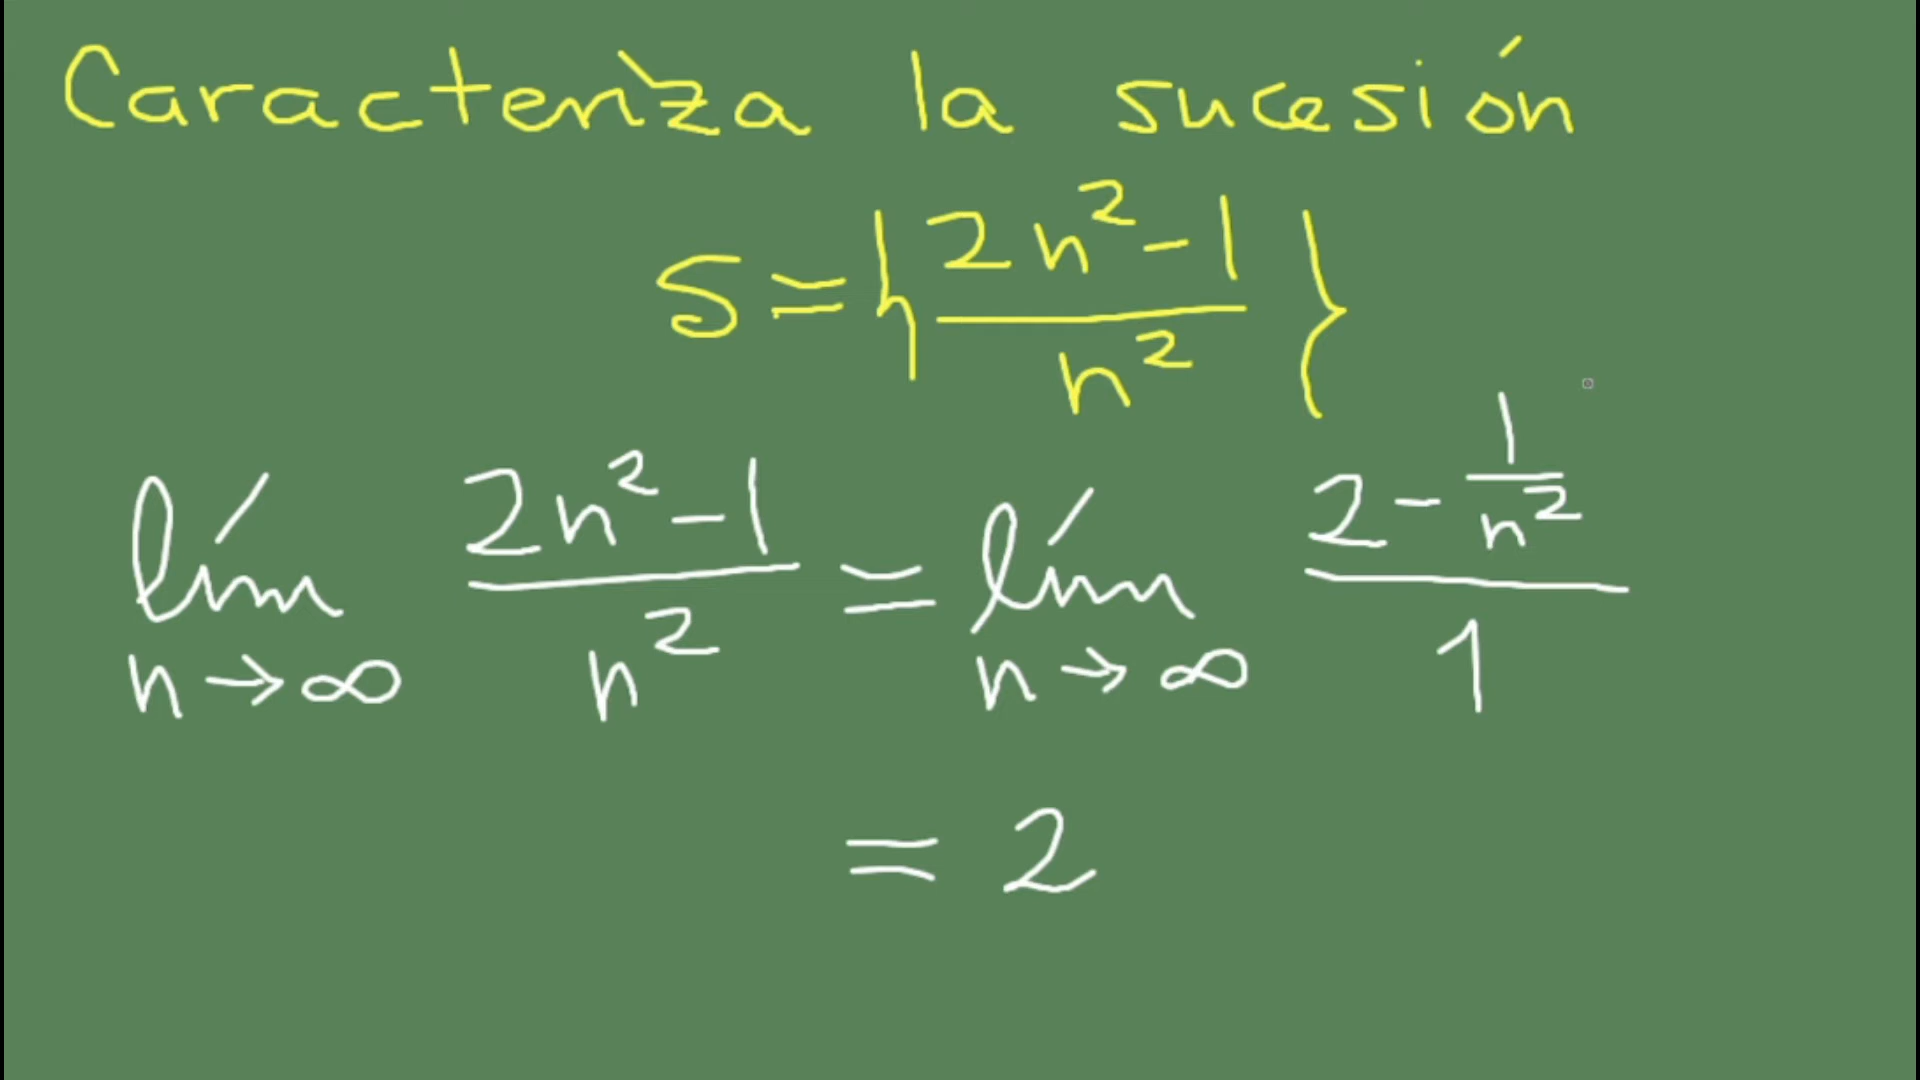 Caracteriza la sucesión
S = { (2n² - 1) / n² }
lím n→∞ (2n² - 1) / n² = lím n→∞ (2 - 1/n²) / 1
= 2